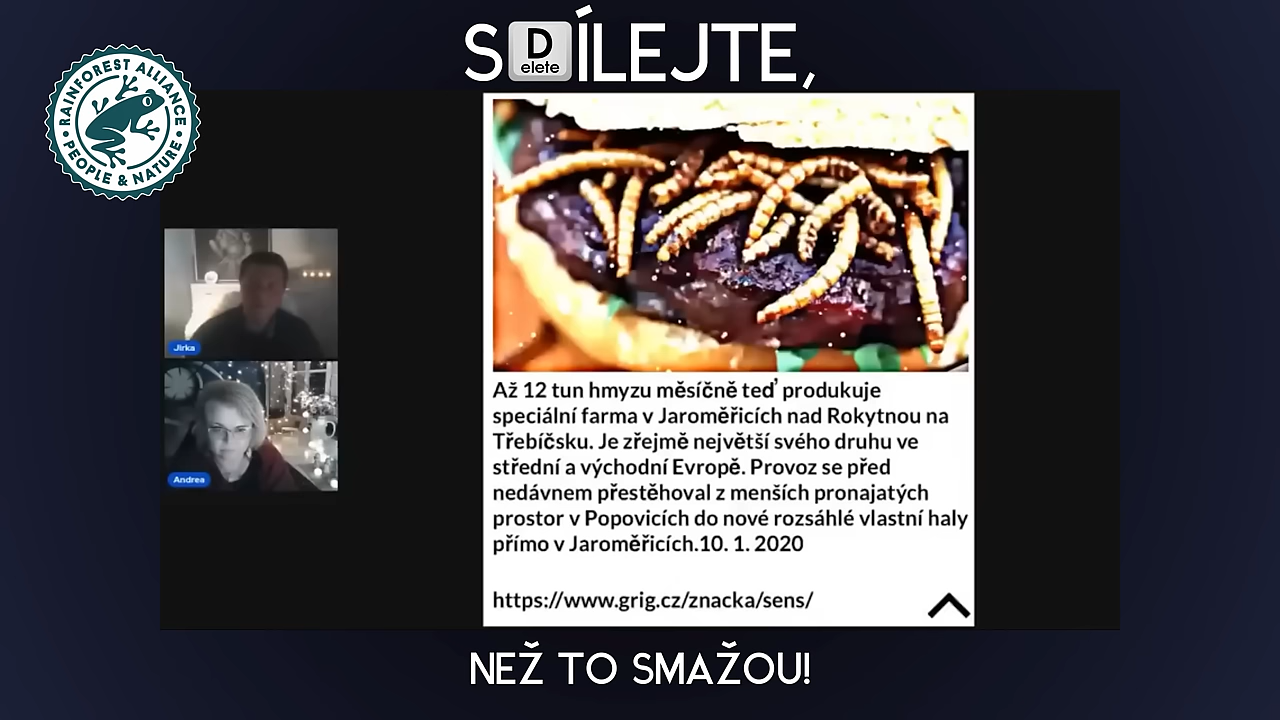 SDÍLEJTE,
elete
RAINFOREST ALLIANCE
PEOPLE & NATURE
Jirka
Andrea
Až 12 tun hmyzu měsíčně teď produkuje
speciální farma v Jaroměřicích nad Rokytnou na
Třebíčsku. Je zřejmě největší svého druhu ve
střední a východní Evropě. Provoz se před
nedávnem přestěhoval z menších pronajatých
prostor v Popovicích do nové rozsáhlé vlastní haly
přímo v Jaroměřicích.10. 1. 2020
https://www.grig.cz/znacka/sens/
NEŽ TO SMAŽOU!